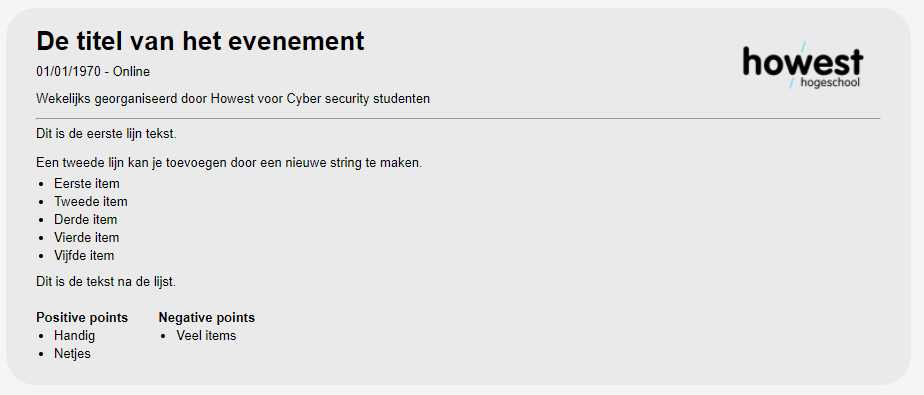 De titel van het evenement
howest
hogeschool
01/01/1970 - Online
Wekelijks georganiseerd door Howest voor Cyber security studenten
Dit is de eerste lijn tekst.
Een tweede lijn kan je toevoegen door een nieuwe string te maken.
• Eerste item
• Tweede item
• Derde item
• Vierde item
• Vijfde item
Dit is de tekst na de lijst.
Positive points
• Handig
• Netjes
Negative points
• Veel items